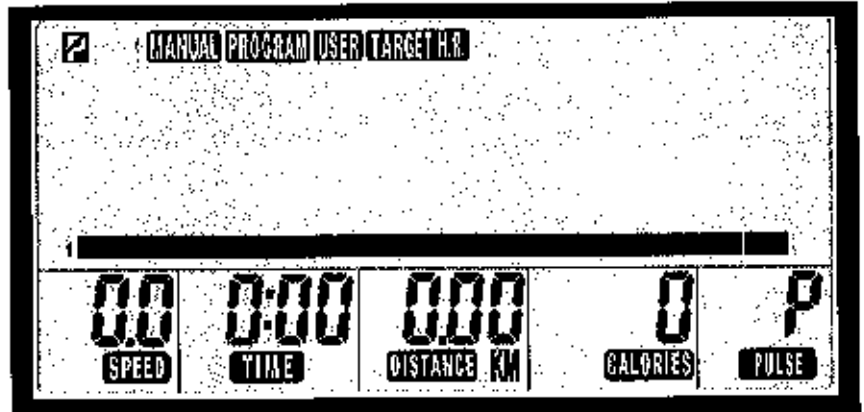 P MANUAL PROGRAM USER TARGET H.R.
1
0.0 0:00 0.00 0 P
SPEED TIME DISTANCE KM CALORIES PULSE